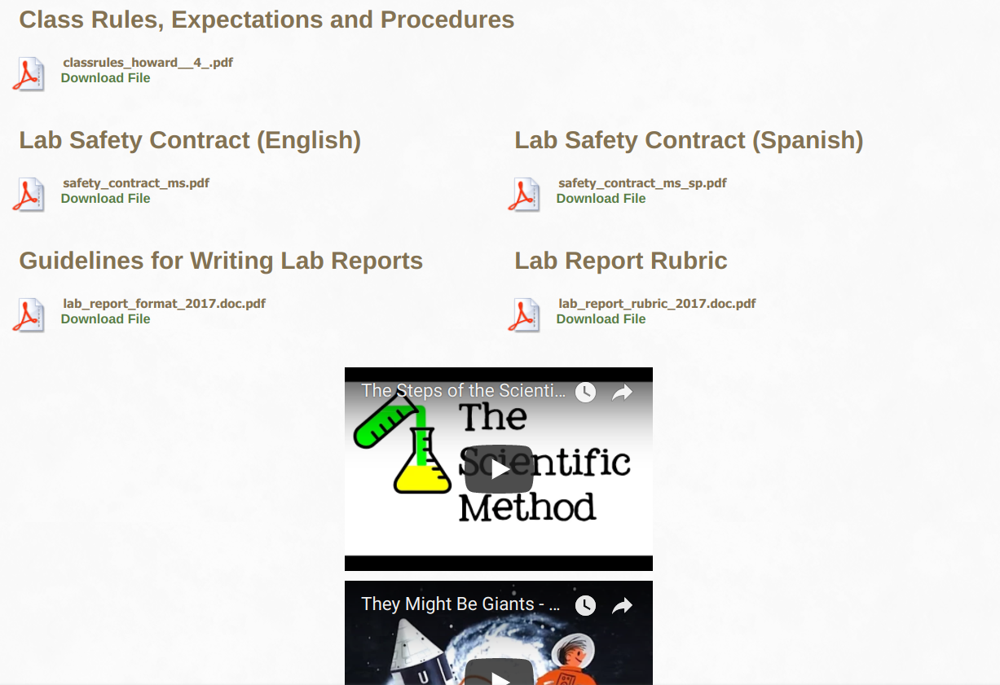 Class Rules, Expectations and Procedures
classrules_howard__4_.pdf
Download File
Lab Safety Contract (English)
safety_contract_ms.pdf
Download File
Lab Safety Contract (Spanish)
safety_contract_ms_sp.pdf
Download File
Guidelines for Writing Lab Reports
lab_report_format_2017.doc.pdf
Download File
Lab Report Rubric
lab_report_rubric_2017.doc.pdf
Download File
The Steps of the Scienti...
The
Scientific
Method
They Might Be Giants - ...
U